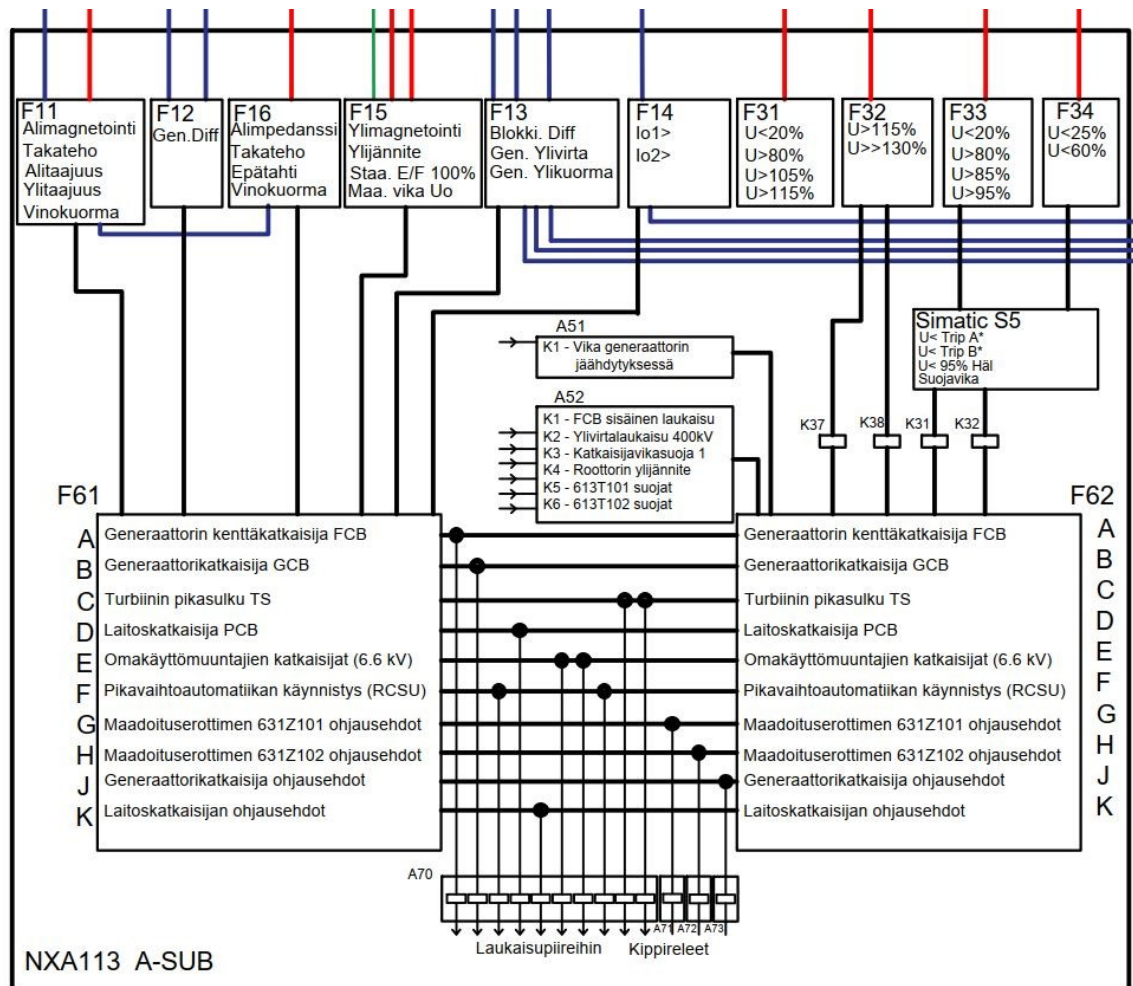 F11
Alimagnetointi
Takateho
Alitaajuus
Ylitaajuus
Vinokuorma
F12
Gen.Diff
F16
Alimpedanssi
Takateho
Epätahti
Vinokuorma
F15
Ylimagnetointi
Ylijännite
Staa. E/F 100%
Maa. vika Uo
F13
Blokki. Diff
Gen. Ylivirta
Gen. Ylikuorma
F14
Io1>
Io2>
F31
U<20%
U>80%
U>105%
U>115%
F32
U>115%
U>>130%
F33
U<20%
U>80%
U>85%
U>95%
F34
U<25%
U<60%
Simatic S5
U< Trip A*
U< Trip B*
U< 95% Häl
Suojavika
A51
K1 - Vika generaattorin
jäähdytyksessä
A52
K1 - FCB sisäinen laukaisu
K2 - Ylivirtalaukaisu 400kV
K3 - Katkaisijavikasuoja 1
K4 - Roottorin ylijännite
K5 - 613T101 suojat
K6 - 613T102 suojat
K37
K38
K31
K32
F61
A Generaattorin kenttäkatkaisija FCB
B Generaattorikatkaisija GCB
C Turbiinin pikasulku TS
D Laitoskatkaisija PCB
E Omakäyttömuuntajien katkaisijat (6.6 kV)
F Pikavaihtoautomatiikan käynnistys (RCSU)
G Maadoituserottimen 631Z101 ohjausehdot
H Maadoituserottimen 631Z102 ohjausehdot
J Generaattorikatkaisija ohjausehdot
K Laitoskatkaisijan ohjausehdot
F62
Generaattorin kenttäkatkaisija FCB A
Generaattorikatkaisija GCB B
Turbiinin pikasulku TS C
Laitoskatkaisija PCB D
Omakäyttömuuntajien katkaisijat (6.6 kV) E
Pikavaihtoautomatiikan käynnistys (RCSU) F
Maadoituserottimen 631Z101 ohjausehdot G
Maadoituserottimen 631Z102 ohjausehdot H
Generaattorikatkaisija ohjausehdot J
Laitoskatkaisijan ohjausehdot K
A70
A71
A72
A73
Laukaisupiireihin
Kippireleet
NXA113 A-SUB